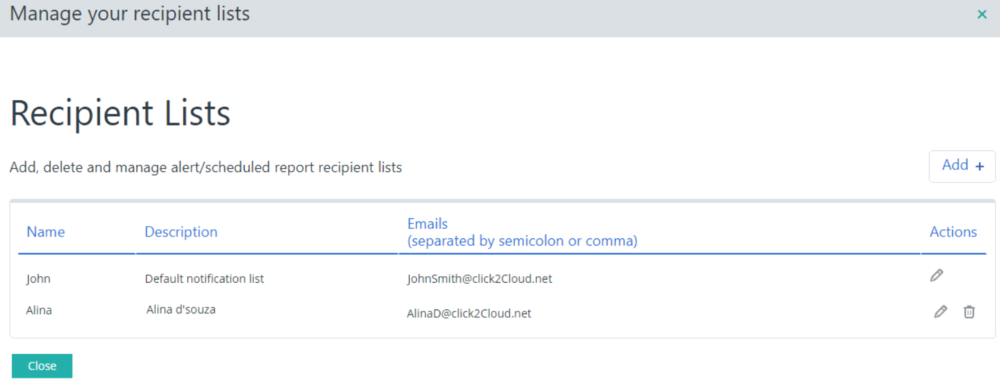 Manage your recipient lists
Recipient Lists
Add, delete and manage alert/scheduled report recipient lists
Add +
Name Description Emails Actions
(separated by semicolon or comma)
John Default notification list JohnSmith@click2Cloud.net
Alina Alina d'souza AlinaD@click2Cloud.net
Close